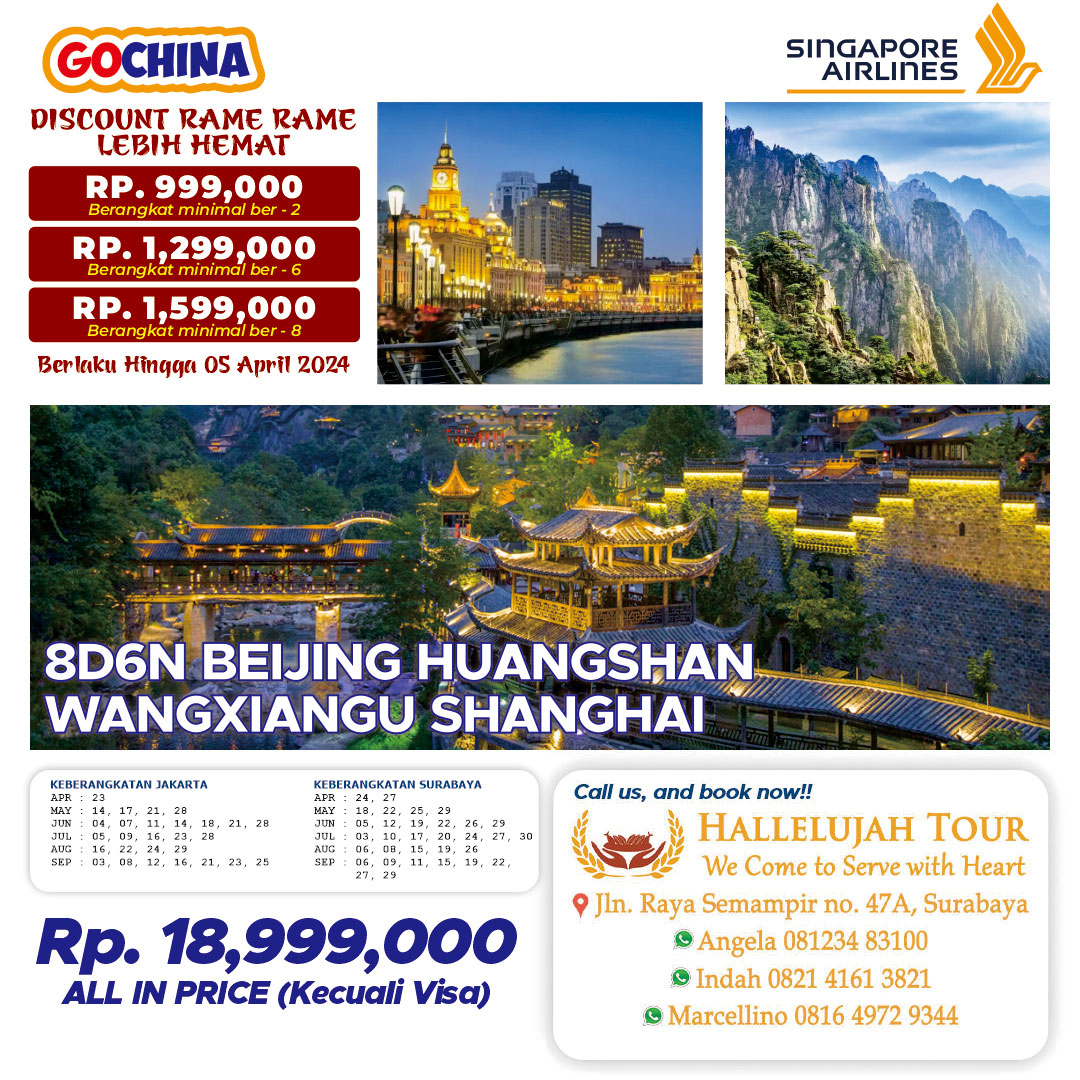 GOCHINA
SINGAPORE
AIRLINES
DISCOUNT RAME RAME
LEBIH HEMAT
RP. 999,000
Berangkat minimal ber - 2
RP. 1,299,000
Berangkat minimal ber - 6
RP. 1,599,000
Berangkat minimal ber - 8
Berlaku Hingga 05 April 2024
8D6N BEIJING HUANGSHAN
WANGXIANGU SHANGHAI
KEBERANGKATAN JAKARTA
APR : 23
MAY : 14, 17, 21, 28
JUN : 04, 07, 11, 14, 18, 21, 28
JUL : 05, 09, 16, 23, 28
AUG : 16, 22, 24, 29
SEP : 03, 08, 12, 16, 21, 23, 25
KEBERANGKATAN SURABAYA
APR : 24, 27
MAY : 18, 22, 25, 29
JUN : 05, 12, 19, 22, 26, 29
JUL : 03, 10, 17, 20, 24, 27, 30
AUG : 06, 08, 15, 19, 26
SEP : 06, 09, 11, 15, 19, 22,
27, 29
Rp. 18,999,000
ALL IN PRICE (Kecuali Visa)
Call us, and book now!!
HALLELUJAH TOUR
We Come to Serve with Heart
Jln. Raya Semampir no. 47A, Surabaya
Angela 081234 83100
Indah 0821 4161 3821
Marcellino 0816 4972 9344